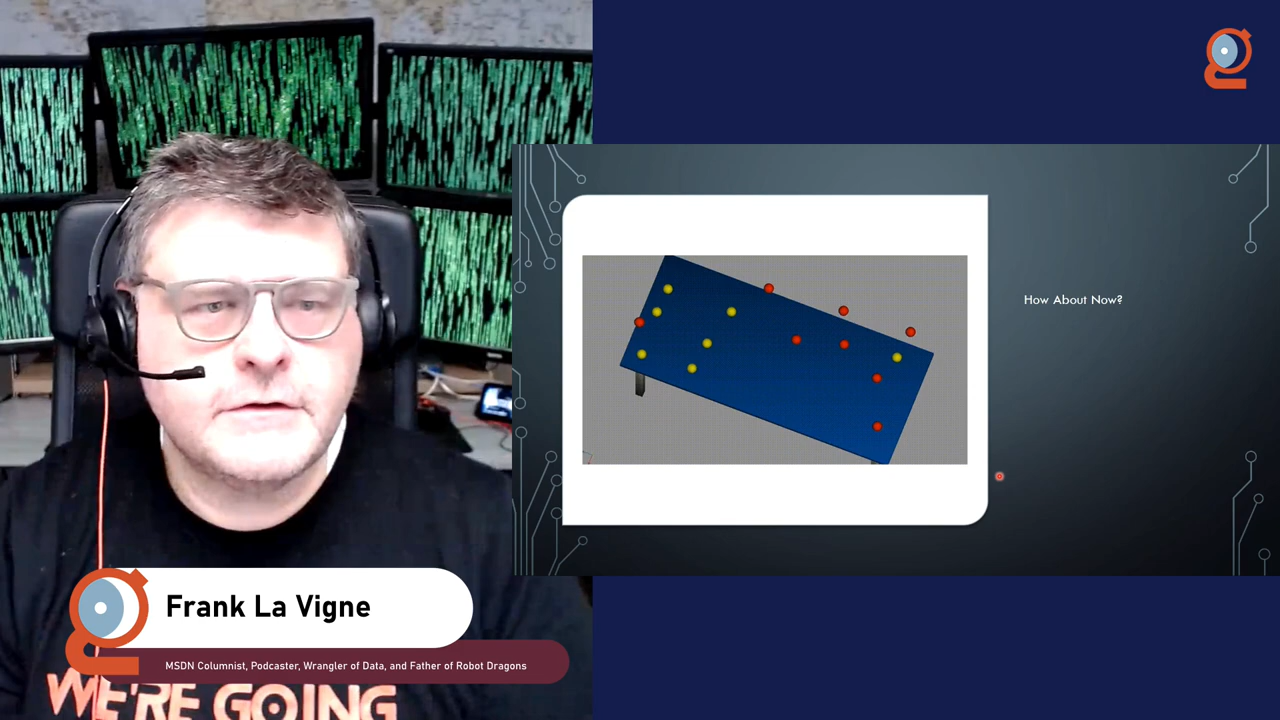 How About Now?
Frank La Vigne
MSDN Columnist, Podcaster, Wrangler of Data, and Father of Robot Dragons
WE'RE GOING